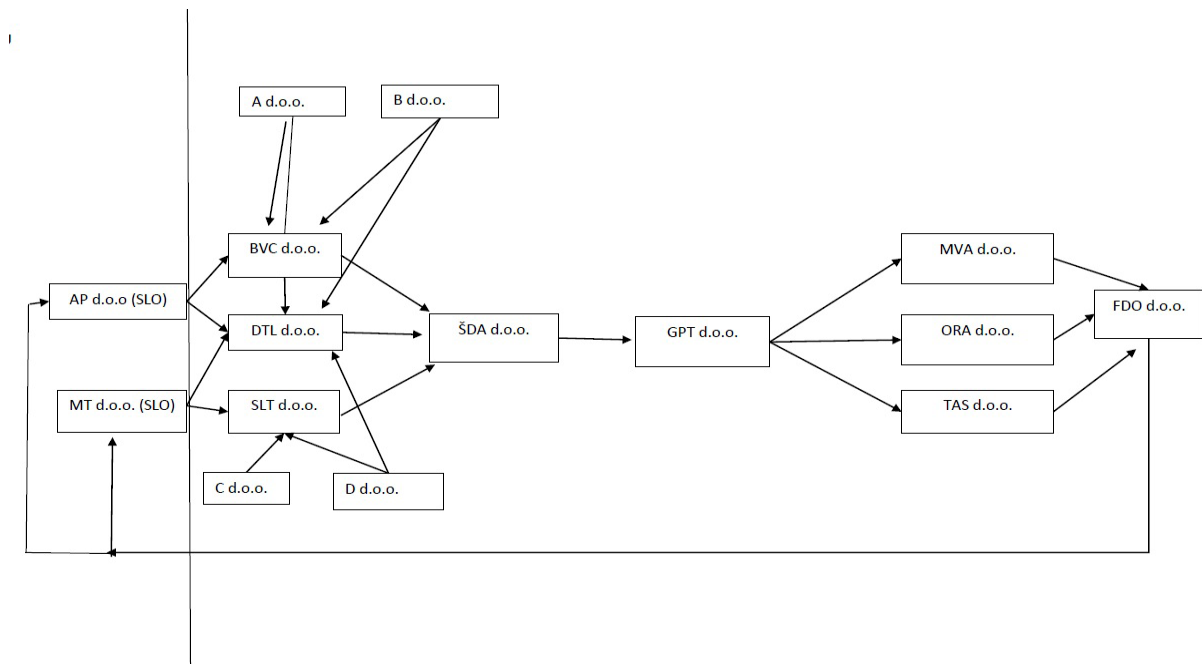 A d.o.o.
B d.o.o.
BVC d.o.o.
MVA d.o.o.
AP d.o.o (SLO)
FDO d.o.o.
DTL d.o.o.
ŠDA d.o.o.
GPT d.o.o.
ORA d.o.o.
MT d.o.o. (SLO)
SLT d.o.o.
TAS d.o.o.
C d.o.o.
D d.o.o.